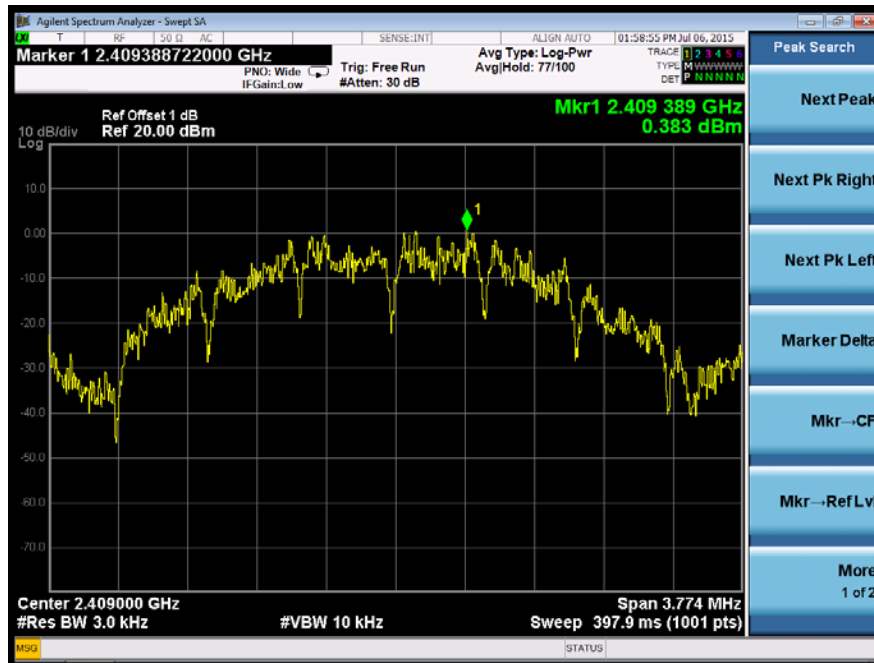 Agilent Spectrum Analyzer - Swept SA
LXI T RF 50 Ω AC SENSE:INT ALIGN AUTO 01:58:55 PM Jul 06, 2015
Marker 1 2.409388722000 GHz
PNO: Wide
IFGain:Low
Trig: Free Run
#Atten: 30 dB
Avg Type: Log-Pwr
Avg|Hold: 77/100
TRACE 1 2 3 4 5 6
TYPE M WWWWW
DET P N N N N N
Peak Search
Mkr1 2.409 389 GHz
0.383 dBm
10 dB/div
Log
Ref Offset 1 dB
Ref 20.00 dBm
10.0
0.00
-10.0
-20.0
-30.0
-40.0
-50.0
-60.0
-70.0
1
Center 2.409000 GHz
Span 3.774 MHz
#Res BW 3.0 kHz
#VBW 10 kHz
Sweep 397.9 ms (1001 pts)
Next Peak
Next Pk Right
Next Pk Left
Marker Delta
Mkr→CF
Mkr→Ref Lvl
More
1 of 2
MSG
STATUS